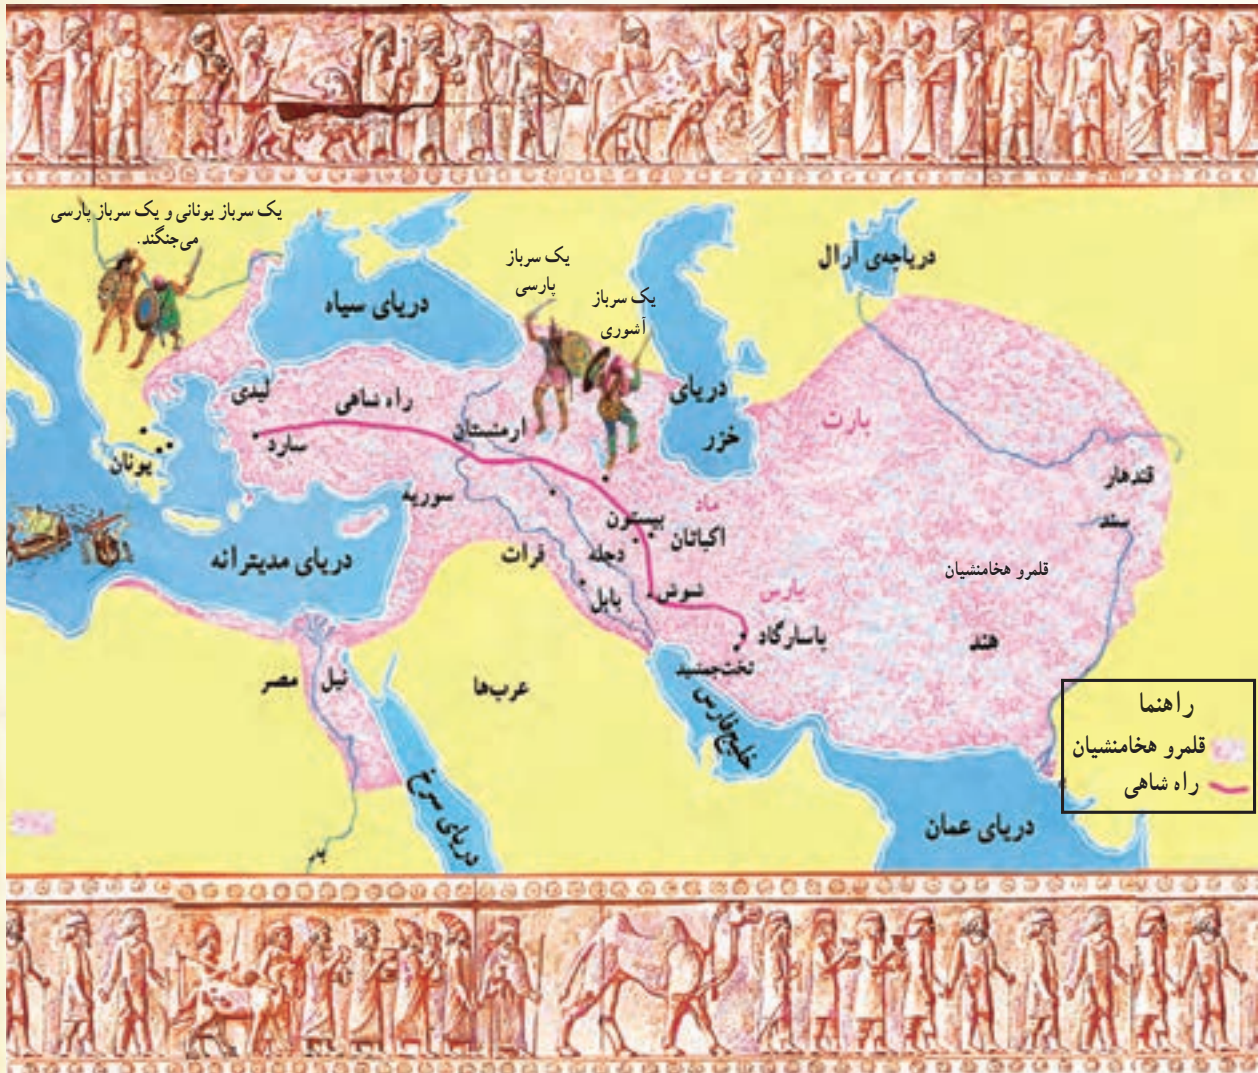 یک سرباز یونانی و یک سرباز پارسی
می‌جنگند.
یک سرباز
پارسی
یک سرباز
آشوری
دریاچه‌ی آرال
دریای سیاه
دریای
خزر
لیدی
راه شاهی
سارد
ارمنستان
یونان
سوریه
پارت
قندهار
سند
ماد
بیستون
اکباتان
دجله
فرات
دریای مدیترانه
بابل
شوش
پارس
پاسارگاد
تخت‌جمشید
قلمرو هخامنشیان
هند
مصر
نیل
عرب‌ها
خلیج فارس
دریای سرخ
دریای عمان
راهنما
قلمرو هخامنشیان
راه شاهی